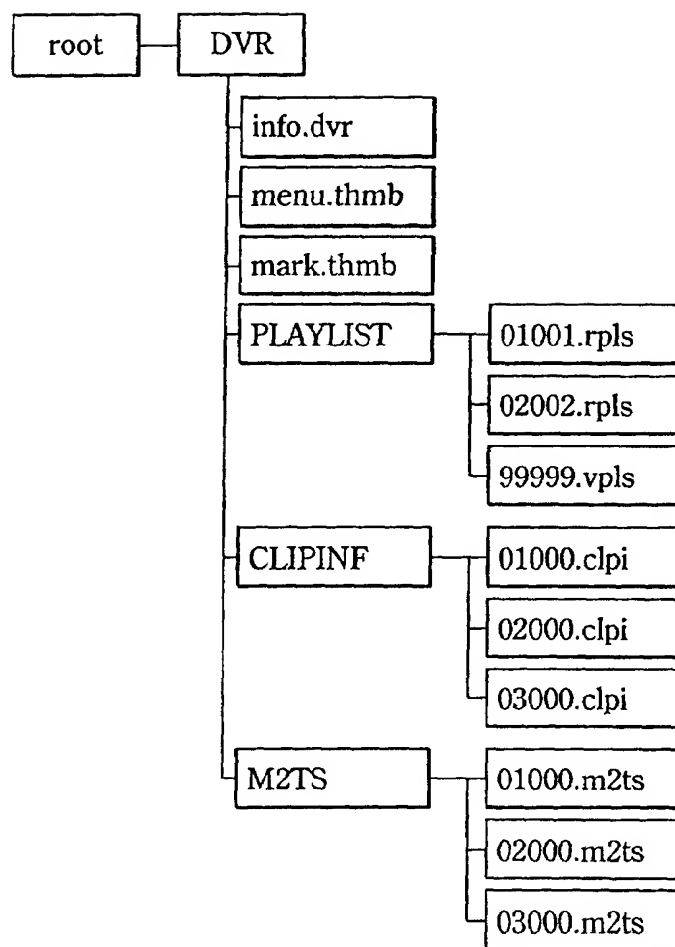 root
DVR
info.dvr
menu.thmb
mark.thmb
PLAYLIST
01001.rpls
02002.rpls
99999.vpls
CLIPINF
01000.clpi
02000.clpi
03000.clpi
M2TS
01000.m2ts
02000.m2ts
03000.m2ts